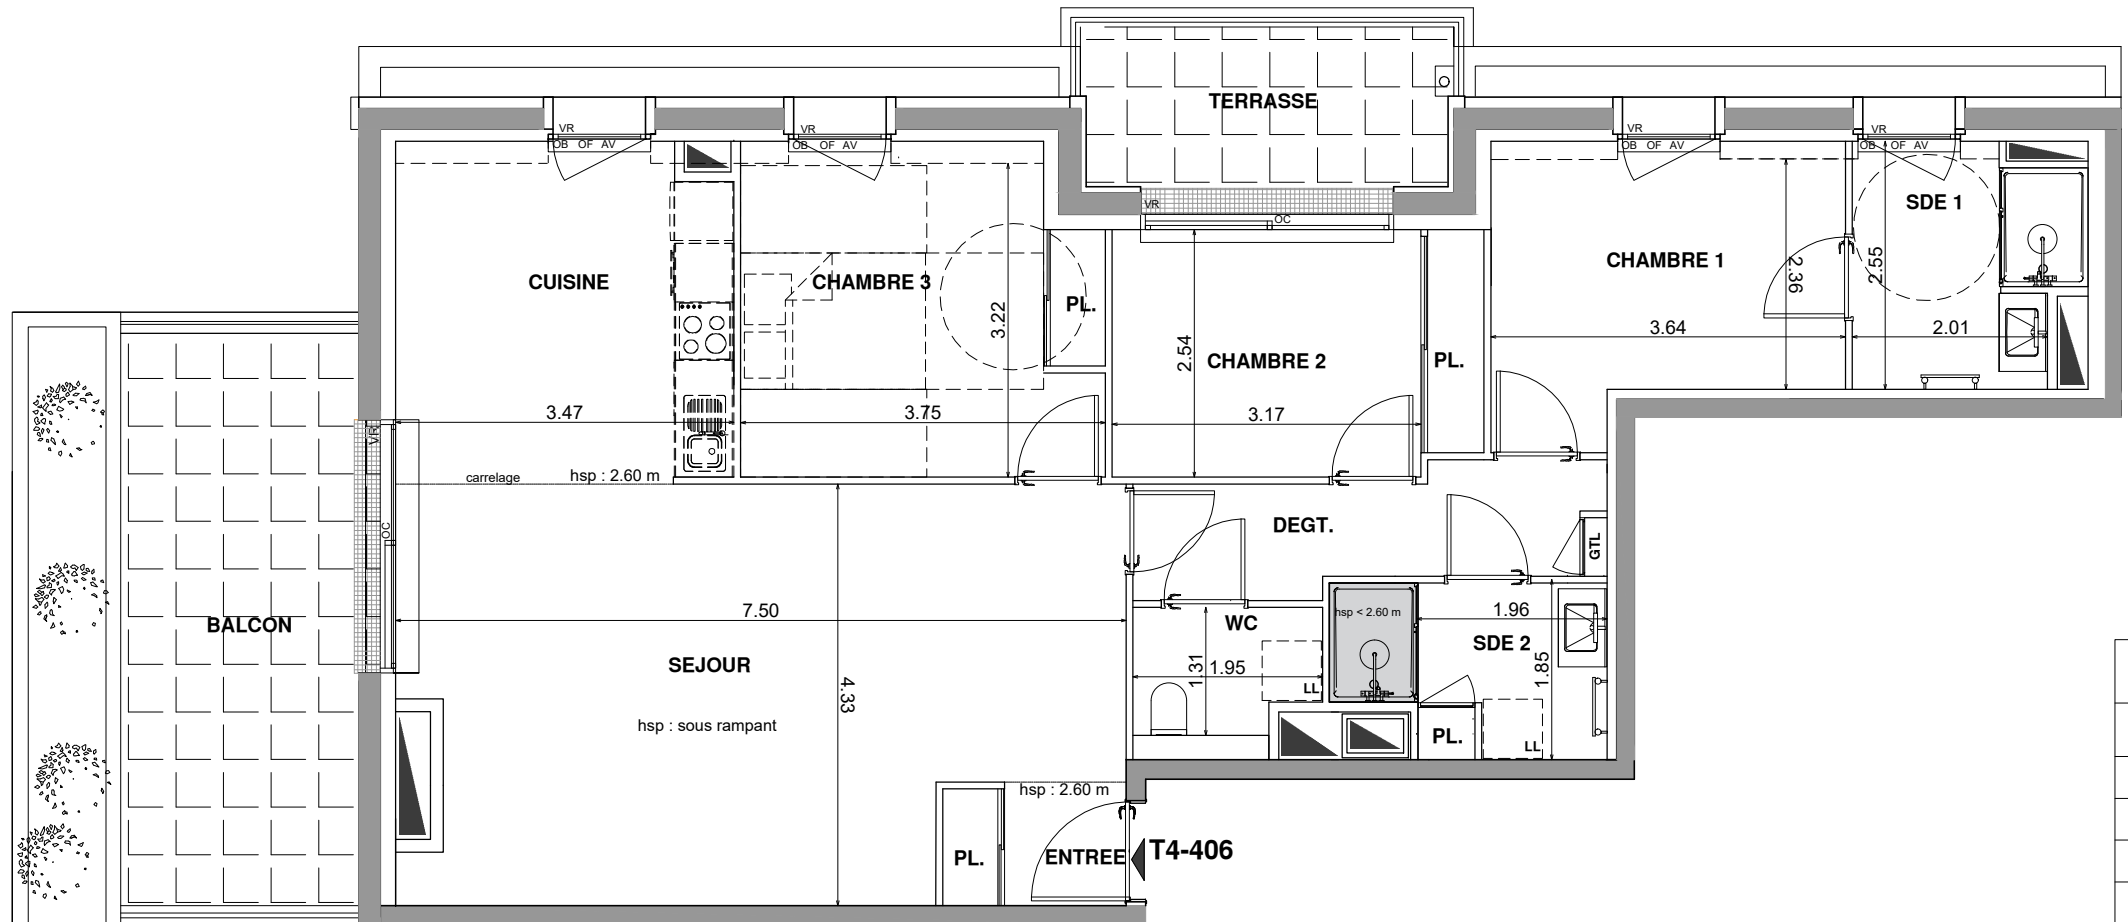 TERRASSE
VR
OB OF AV
VR
OB OF AV
VR
OB OF AV
VR
OB OF AV
VR
OC
SDE 1
CUISINE
CHAMBRE 3
PL.
CHAMBRE 1
2.36
2.55
3.22
3.64
2.01
2.54
CHAMBRE 2
PL.
3.47
3.75
3.17
VR
carrelage
hsp : 2.60 m
OC
DEGT.
GTL
BALCON
7.50
WC
hsp < 2.60 m
1.96
SDE 2
SEJOUR
1.31
1.95
1.85
LL
4.33
hsp : sous rampant
PL.
LL
hsp : 2.60 m
PL.
ENTREE
T4-406